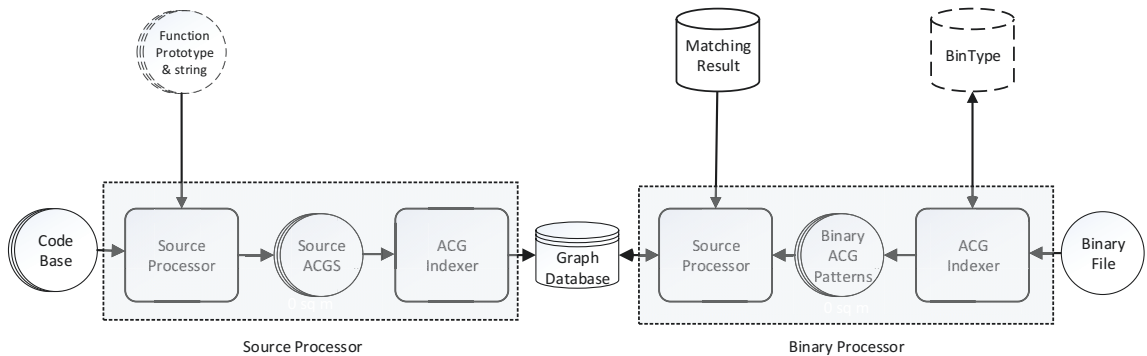 Function
Prototype
& string
Matching
Result
BinType
Code
Base
Source
Processor
Source
ACGS
ACG
Indexer
Graph
Database
Source
Processor
Binary
ACG
Patterns
ACG
Indexer
Binary
File
Source Processor
Binary Processor